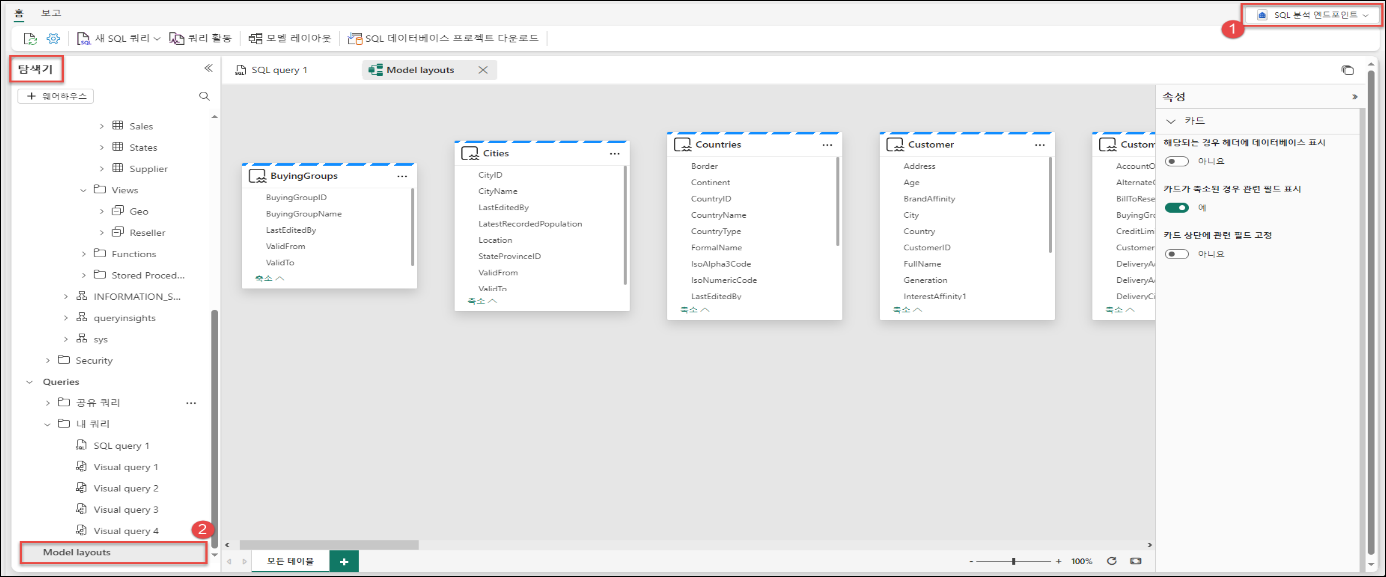 홈 보고
1 SQL 분석 엔드포인트
새 SQL 쿼리 쿼리 활동 모델 레이아웃 SQL 데이터베이스 프로젝트 다운로드
탐색기
+ 웨어하우스
Sales
States
Supplier
Views
Geo
Reseller
Functions
Stored Proced...
INFORMATION_S...
queryinsights
sys
Security
Queries
공유 쿼리
내 쿼리
SQL query 1
Visual query 1
Visual query 2
Visual query 3
Visual query 4
2
Model layouts
SQL query 1 Model layouts
BuyingGroups
BuyingGroupID
BuyingGroupName
LastEditedBy
ValidFrom
ValidTo
축소
Cities
CityID
CityName
LastEditedBy
LatestRecordedPopulation
Location
StateProvinceID
ValidFrom
ValidTo
축소
Countries
Border
Continent
CountryID
CountryName
CountryType
FormalName
IsoAlpha3Code
IsoNumericCode
LastEditedBy
축소
Customer
Address
Age
BrandAffinity
City
Country
CustomerID
FullName
Generation
InterestAffinity1
축소
Custom
AccountO
AlternateC
BillToRese
BuyingGro
CreditLim
Customer
DeliveryAd
DeliveryCi
축소
속성
카드
해당되는 경우 헤더에 데이터베이스 표시
아니요
카드가 축소된 경우 관련 필드 표시
예
카드 상단에 관련 필드 고정
아니요
모든 테이블 +
- + 100%